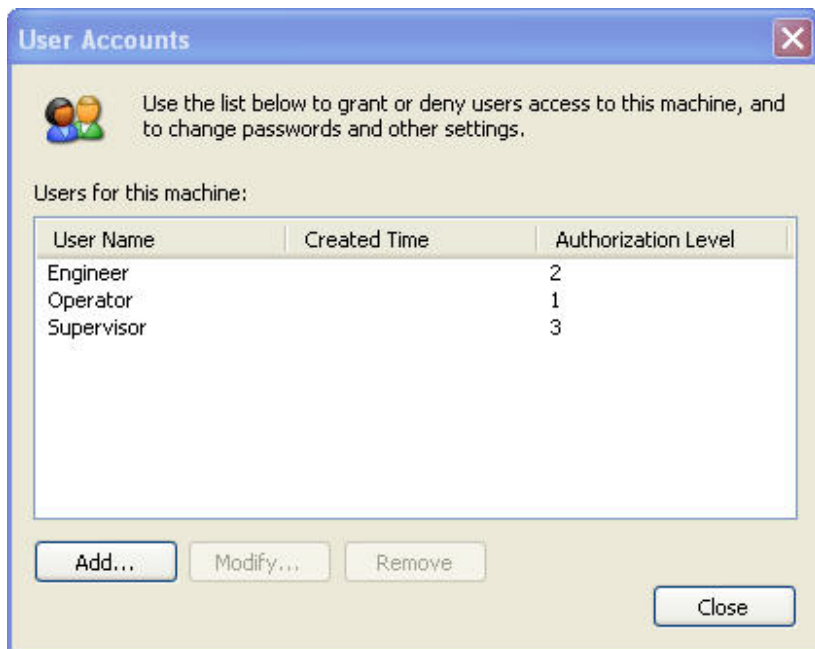 User Accounts
Use the list below to grant or deny users access to this machine, and
to change passwords and other settings.
Users for this machine:
User Name Created Time Authorization Level
Engineer 2
Operator 1
Supervisor 3
Add... Modify... Remove
Close